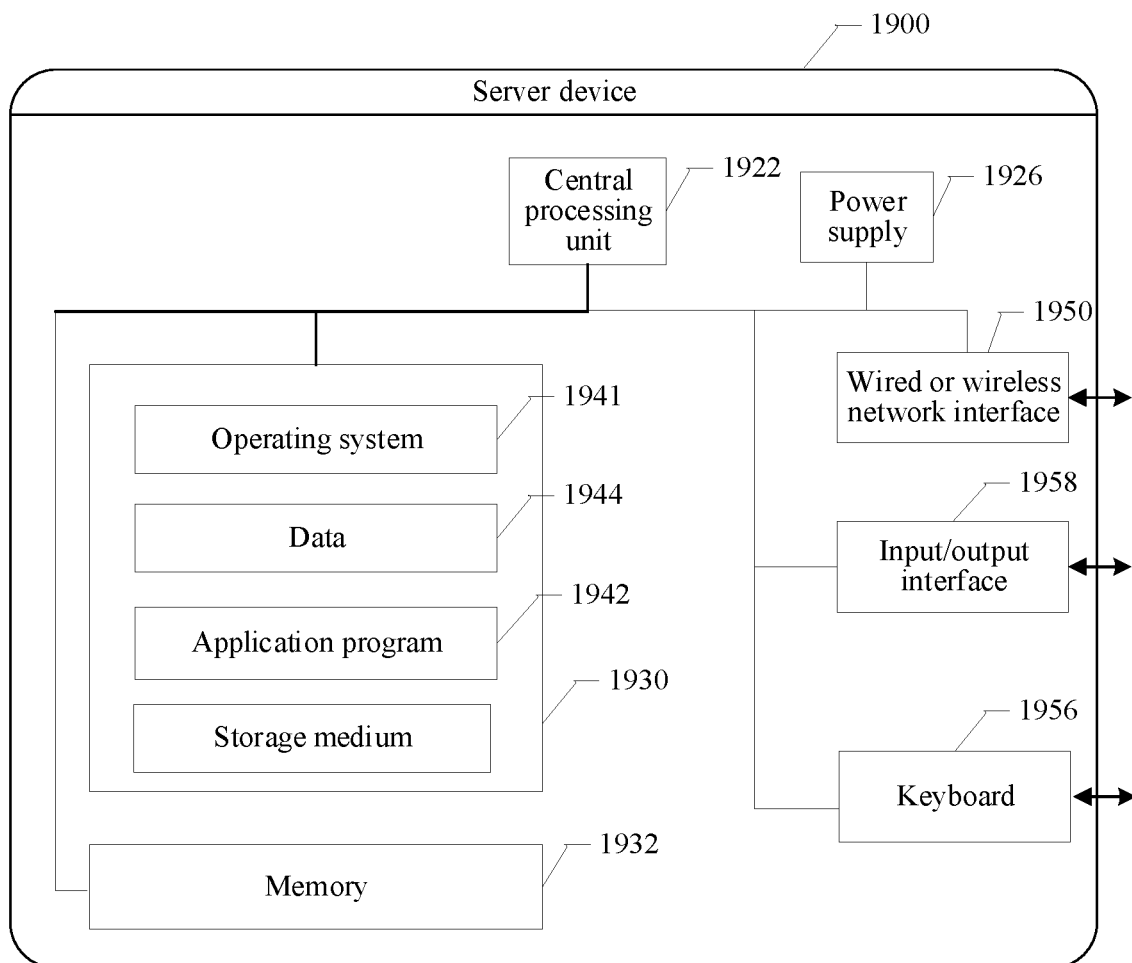 1900
Server device
Central
processing
unit
1922
Power
supply
1926
1950
Wired or wireless
network interface
1941
Operating system
1944
Data
1958
Input/output
interface
1942
Application program
1930
Storage medium
1956
Keyboard
1932
Memory